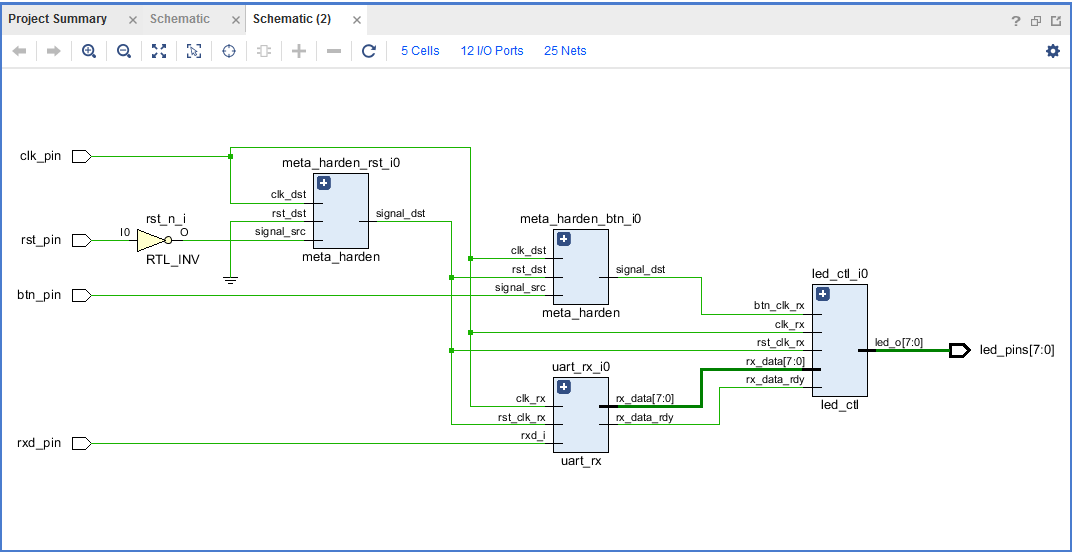 Project Summary × Schematic × Schematic (2) ×
5 Cells 12 I/O Ports 25 Nets
clk_pin
meta_harden_rst_i0
clk_dst
rst_dst
signal_src
signal_dst
meta_harden
rst_n_i
rst_pin
I0
O
RTL_INV
btn_pin
meta_harden_btn_i0
clk_dst
rst_dst
signal_src
signal_dst
meta_harden
led_ctl_i0
btn_clk_rx
clk_rx
rst_clk_rx
rx_data[7:0]
rx_data_rdy
led_o[7:0]
led_ctl
led_pins[7:0]
uart_rx_i0
clk_rx
rst_clk_rx
rxd_i
rx_data[7:0]
rx_data_rdy
uart_rx
rxd_pin